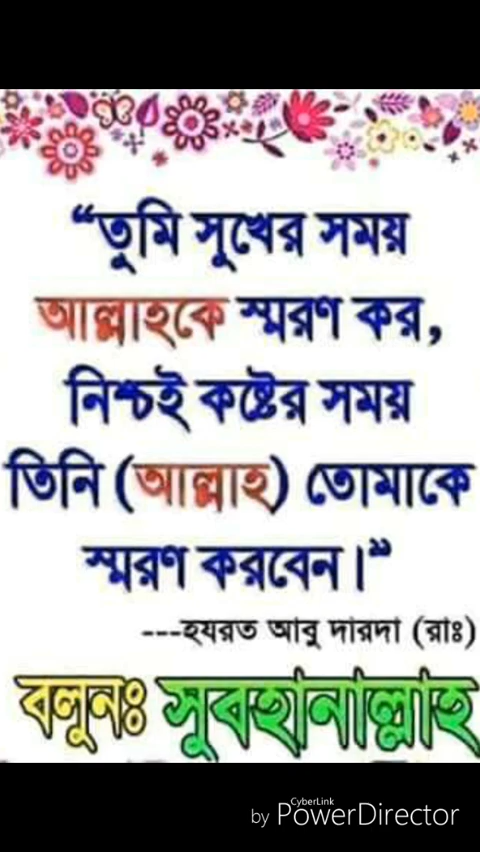 “তুমি সুখের সময়
আল্লাহকে স্মরণ কর,
নিশ্চই কষ্টের সময়
তিনি (আল্লাহ) তোমাকে
স্মরণ করবেন।”
---হযরত আবু দারদা (রাঃ)
বলুনঃ সুবহানাল্লাহ
CyberLink
by PowerDirector